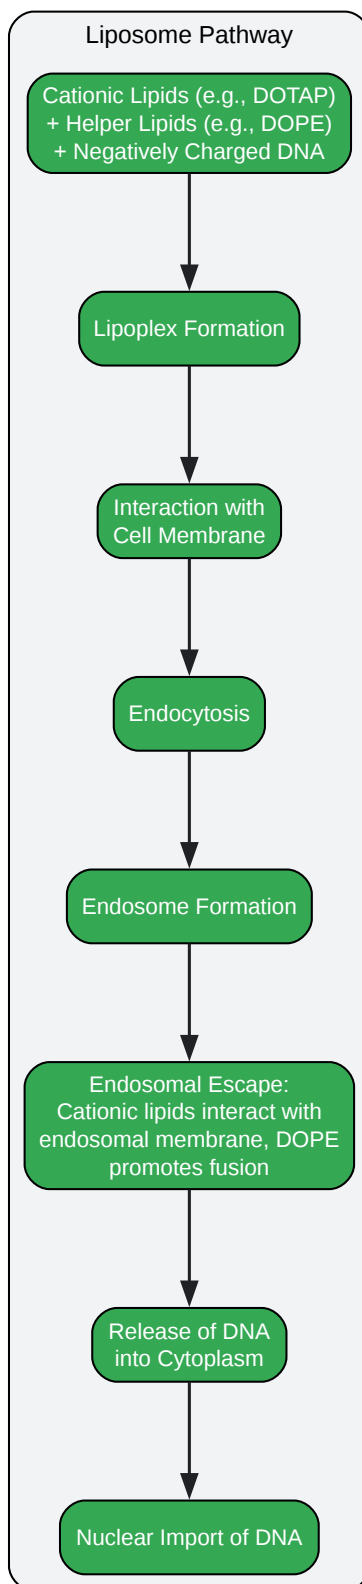 Liposome Pathway
Cationic Lipids (e.g., DOTAP)
+ Helper Lipids (e.g., DOPE)
+ Negatively Charged DNA
Lipoplex Formation
Interaction with
Cell Membrane
Endocytosis
Endosome Formation
Endosomal Escape:
Cationic lipids interact with
endosomal membrane, DOPE
promotes fusion
Release of DNA
into Cytoplasm
Nuclear Import of DNA